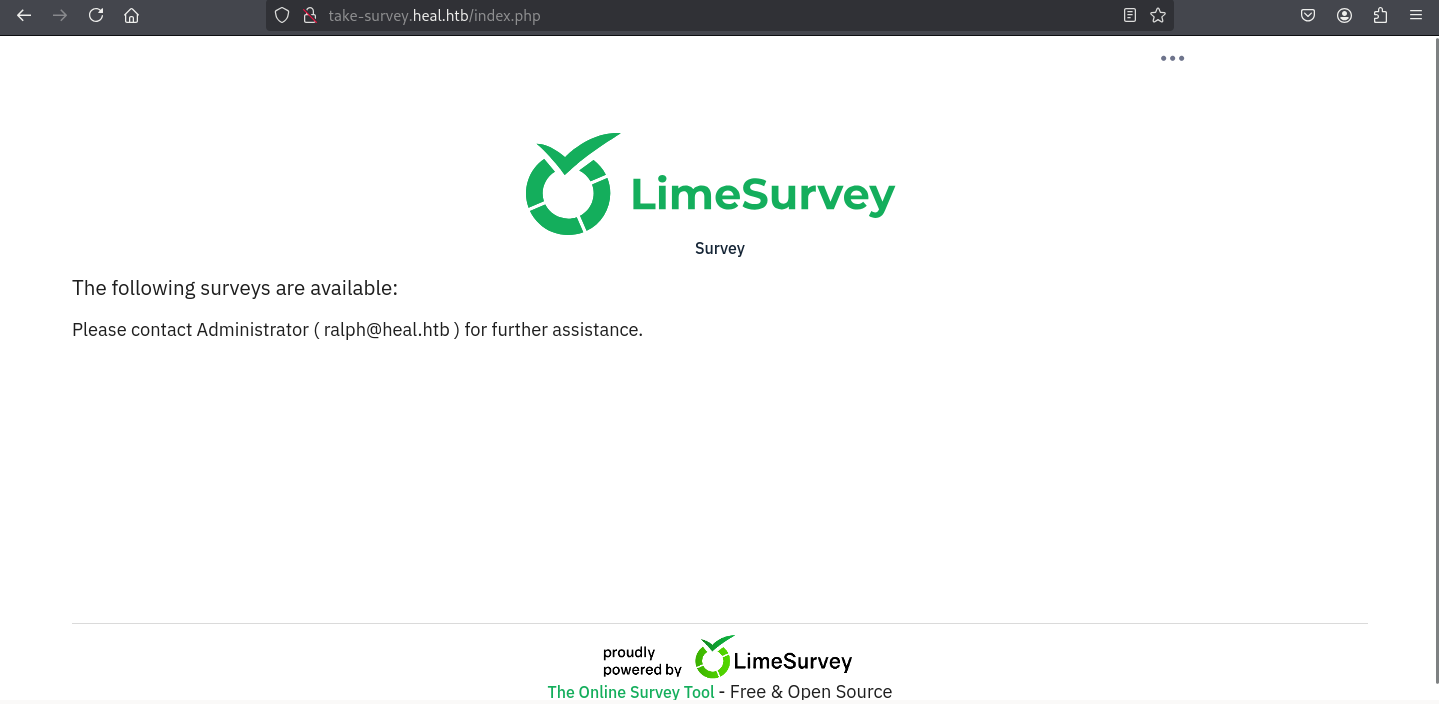 take-survey.heal.htb/index.php
LimeSurvey
Survey
The following surveys are available:
Please contact Administrator ( ralph@heal.htb ) for further assistance.
proudly
powered by
LimeSurvey
The Online Survey Tool - Free & Open Source